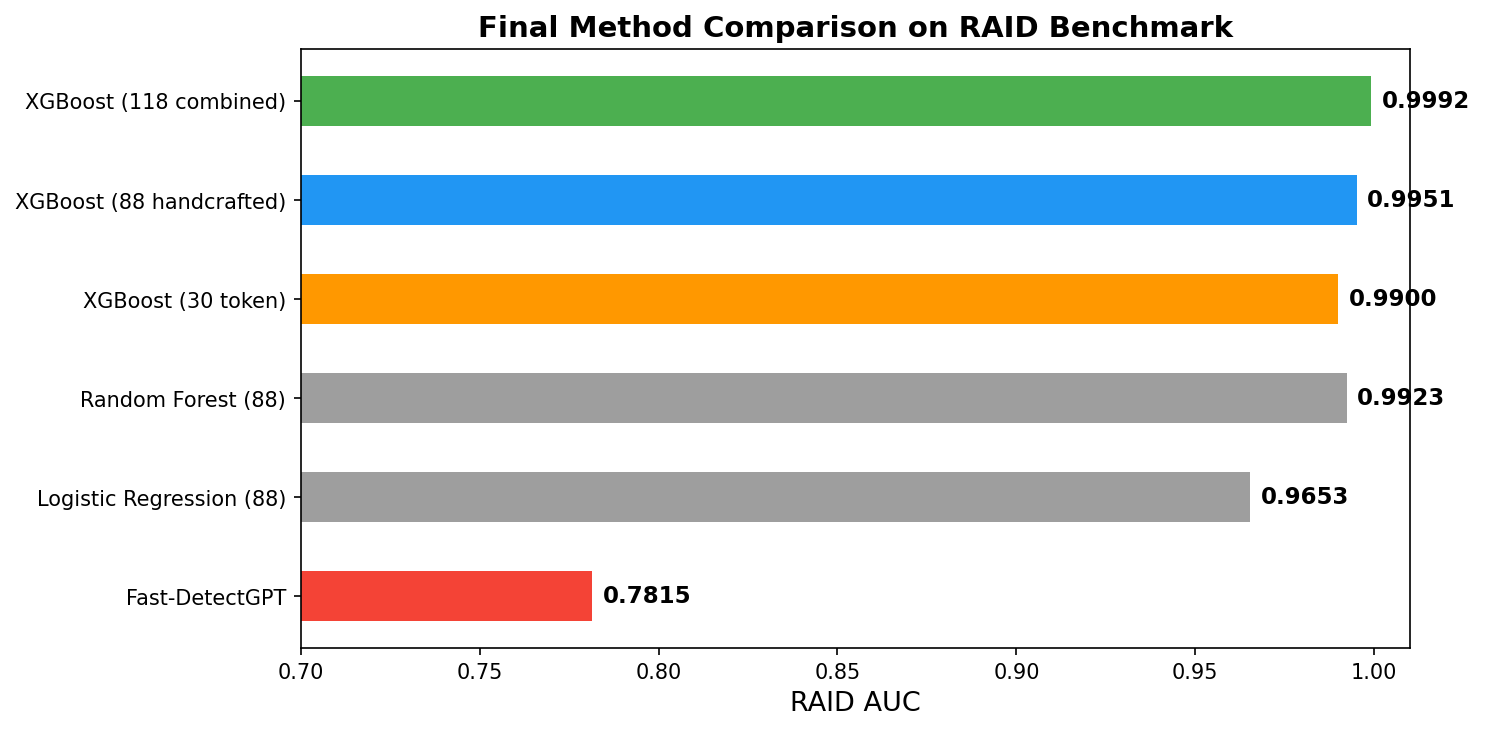 Final Method Comparison on RAID Benchmark
XGBoost (118 combined) 0.9992
XGBoost (88 handcrafted) 0.9951
XGBoost (30 token) 0.9900
Random Forest (88) 0.9923
Logistic Regression (88) 0.9653
Fast-DetectGPT 0.7815
0.70 0.75 0.80 0.85 0.90 0.95 1.00
RAID AUC